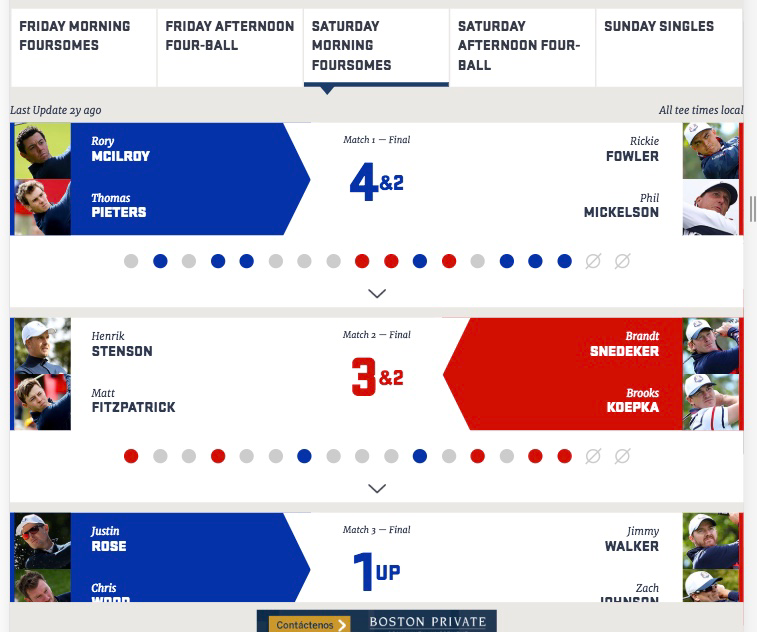 FRIDAY MORNING
FOURSOMES
FRIDAY AFTERNOON
FOUR-BALL
SATURDAY
MORNING
FOURSOMES
SATURDAY
AFTERNOON FOUR-
BALL
SUNDAY SINGLES
Last Update 2y ago
All tee times local
Rory
MCILROY
Thomas
PIETERS
Match 1 — Final
4&2
Rickie
FOWLER
Phil
MICKELSON
Henrik
STENSON
Matt
FITZPATRICK
Match 2 — Final
3&2
Brandt
SNEDEKER
Brooks
KOEPKA
Justin
ROSE
Chris
WOOD
Match 3 — Final
1UP
Jimmy
WALKER
Zach
JOHNSON
Contáctenos
BOSTON PRIVATE